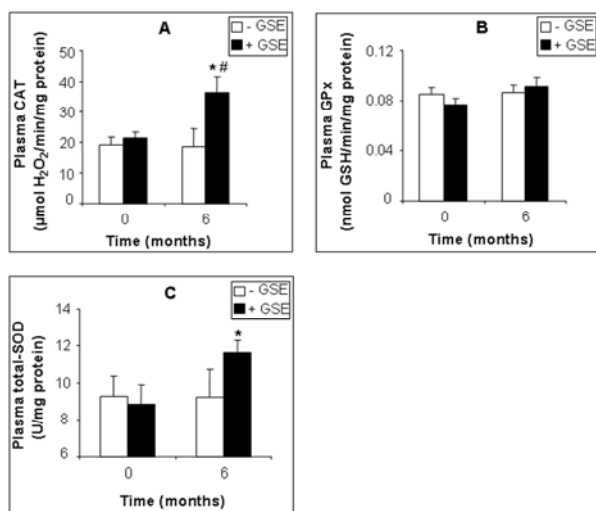 A
- GSE
+ GSE
Plasma CAT
(µmol H₂O₂/min/mg protein)
50
40
30
20
10
0
* #
0
6
Time (months)
B
- GSE
+ GSE
Plasma GPx
(nmol GSH/min/mg protein)
0.12
0.08
0.04
0
0
6
Time (months)
C
- GSE
+ GSE
Plasma total-SOD
(U/mg protein)
14
12
10
8
6
*
0
6
Time (months)